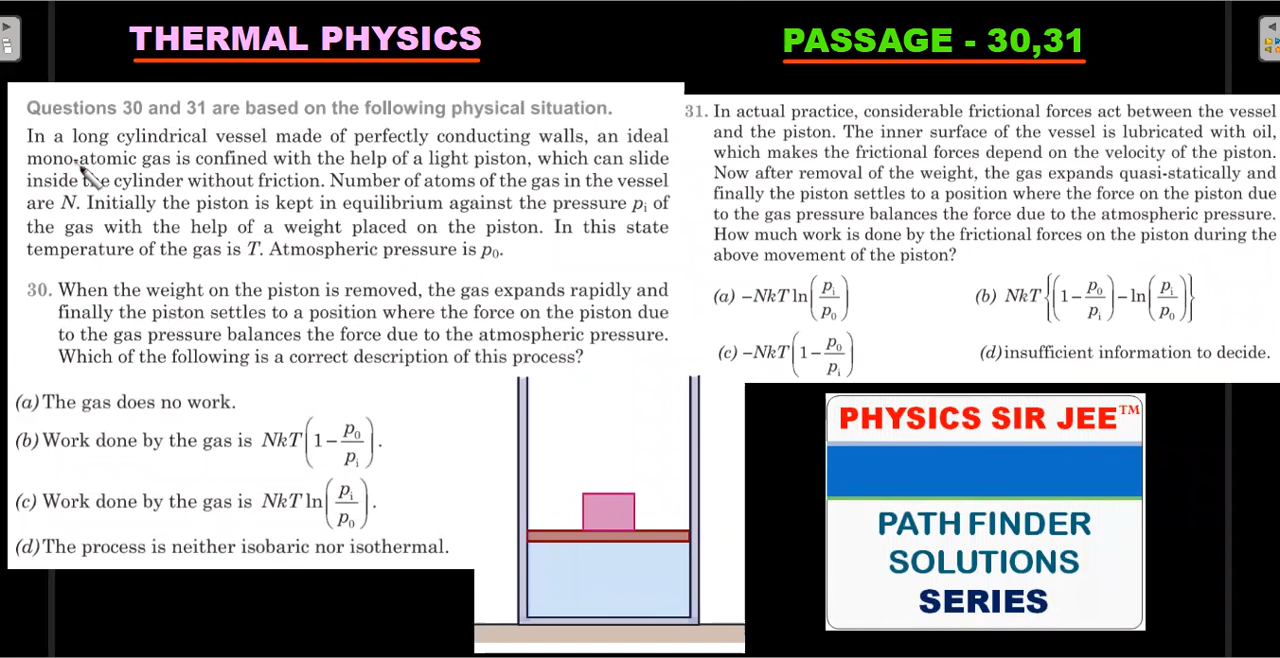 THERMAL PHYSICS
PASSAGE - 30,31
Questions 30 and 31 are based on the following physical situation.
In a long cylindrical vessel made of perfectly conducting walls, an ideal
mono-atomic gas is confined with the help of a light piston, which can slide
inside the cylinder without friction. Number of atoms of the gas in the vessel
are N. Initially the piston is kept in equilibrium against the pressure pᵢ of
the gas with the help of a weight placed on the piston. In this state
temperature of the gas is T. Atmospheric pressure is p₀.
30. When the weight on the piston is removed, the gas expands rapidly and
finally the piston settles to a position where the force on the piston due
to the gas pressure balances the force due to the atmospheric pressure.
Which of the following is a correct description of this process?
(a) The gas does no work.
(b) Work done by the gas is NkT(1 − p₀/pᵢ).
(c) Work done by the gas is NkT ln(pᵢ/p₀).
(d) The process is neither isobaric nor isothermal.
31. In actual practice, considerable frictional forces act between the vessel
and the piston. The inner surface of the vessel is lubricated with oil,
which makes the frictional forces depend on the velocity of the piston.
Now after removal of the weight, the gas expands quasi-statically and
finally the piston settles to a position where the force on the piston due
to the gas pressure balances the force due to the atmospheric pressure.
How much work is done by the frictional forces on the piston during the
above movement of the piston?
(a) −NkT ln(pᵢ/p₀)
(b) NkT{(1 − p₀/pᵢ) − ln(pᵢ/p₀)}
(c) −NkT(1 − p₀/pᵢ)
(d) insufficient information to decide.
PHYSICS SIR JEE™
PATH FINDER
SOLUTIONS
SERIES